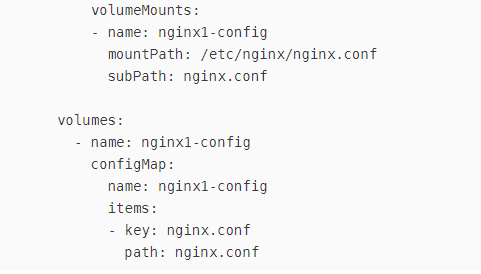 volumeMounts:
- name: nginx1-config
mountPath: /etc/nginx/nginx.conf
subPath: nginx.conf
volumes:
- name: nginx1-config
configMap:
name: nginx1-config
items:
- key: nginx.conf
path: nginx.conf